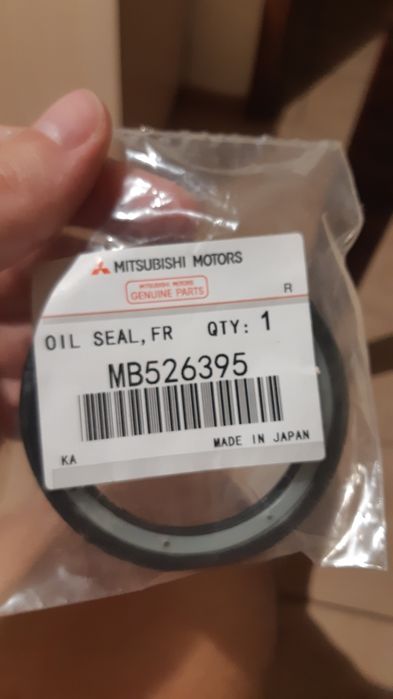 MITSUBISHI MOTORS
MITSUBISHI MOTORS
GENUINE PARTS
R
OIL SEAL,FR QTY: 1
MB526395
MADE IN JAPAN
KA